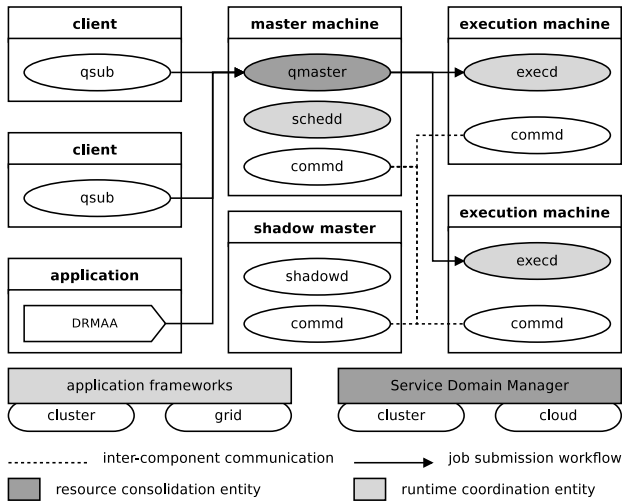 client
qsub
client
qsub
application
DRMAA
master machine
qmaster
schedd
commd
shadow master
shadowd
commd
execution machine
execd
commd
execution machine
execd
commd
application frameworks
cluster
grid
Service Domain Manager
cluster
cloud
inter-component communication
job submission workflow
resource consolidation entity
runtime coordination entity